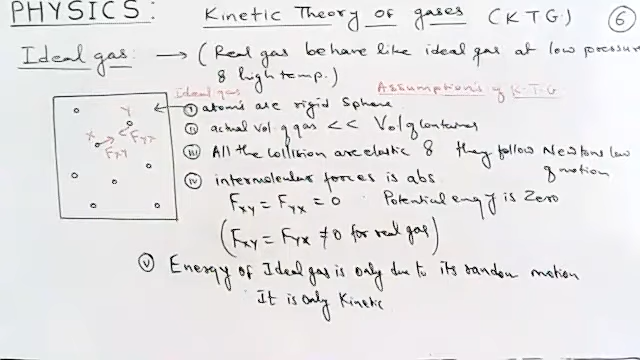 PHYSICS: Kinetic Theory of gases (KTG) 6
Ideal gas: → (Real gas behave like ideal gas at low pressure
& high temp.)
Ideal gas Assumption's of K.T.G
(i) atoms are rigid sphere
(ii) actual vol. of gas << Vol of container
(iii) All the collision are elastic & they follow Newtons law
of motion
(iv) intermolecular forces is abs
Fxy = Fyx = 0 Potential engy is Zero
(Fxy = Fyx ≠ 0 for real gas)
(v) Energy of Ideal gas is only due to its random motion
It is only Kinetic
Y
X Fyx
Fxy